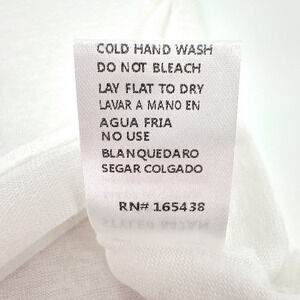 COLD HAND WASH
DO NOT BLEACH
LAY FLAT TO DRY
LAVAR A MANO EN
AGUA FRIA
NO USE
BLANQUEDARO
SEGAR COLGADO
RN# 165438